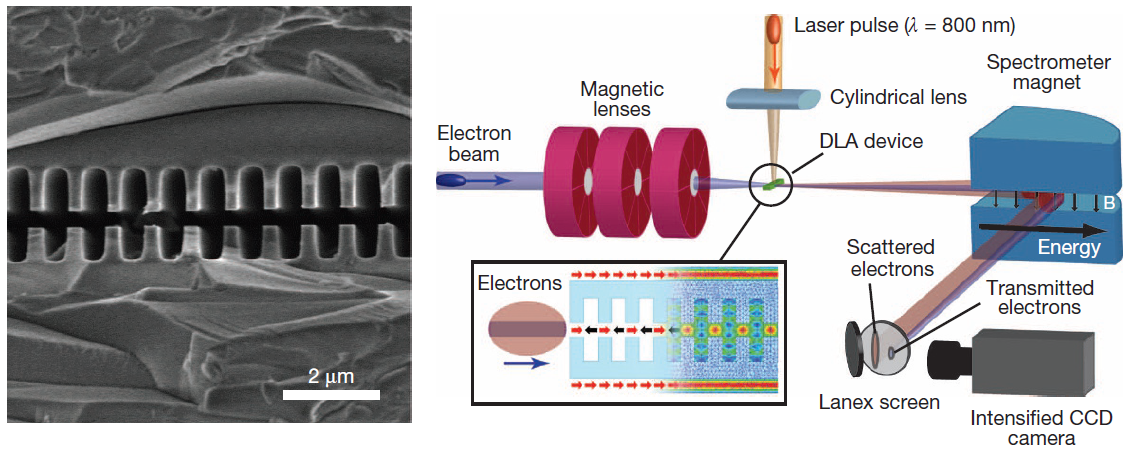 2 μm
Laser pulse (λ = 800 nm)
Spectrometer
magnet
Magnetic
lenses
Cylindrical lens
Electron
beam
DLA device
B
Energy
Scattered
electrons
Electrons
Transmitted
electrons
Lanex screen
Intensified CCD
camera